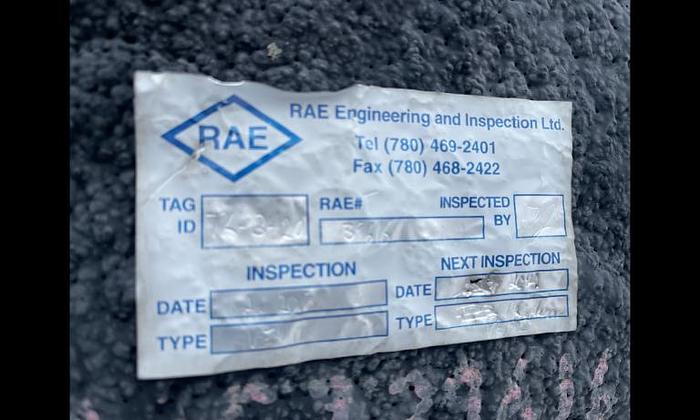 RAE
RAE Engineering and Inspection Ltd.
Tel (780) 469-2401
Fax (780) 468-2422
TAG ID
RAE#
INSPECTED BY
INSPECTION
NEXT INSPECTION
DATE
DATE
TYPE
TYPE